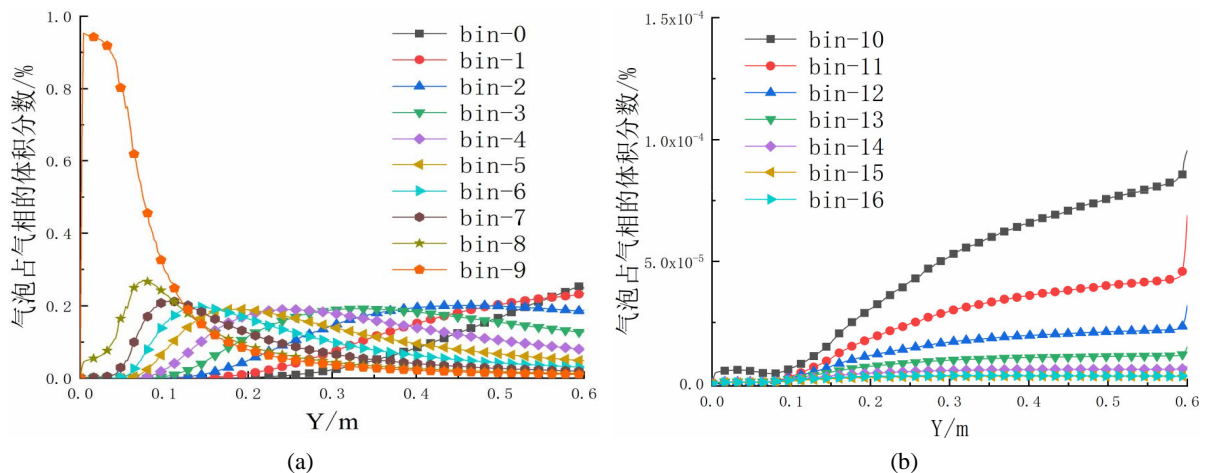 1.0
0.8
0.6
0.4
0.2
0.0
气泡占气相的体积分数/%
bin-0
bin-1
bin-2
bin-3
bin-4
bin-5
bin-6
bin-7
bin-8
bin-9
0.0 0.1 0.2 0.3 0.4 0.5 0.6
Y/m
(a)
1.5x10⁻⁴
1.0x10⁻⁴
5.0x10⁻⁵
0.0
气泡占气相的体积分数/%
bin-10
bin-11
bin-12
bin-13
bin-14
bin-15
bin-16
0.0 0.1 0.2 0.3 0.4 0.5 0.6
Y/m
(b)